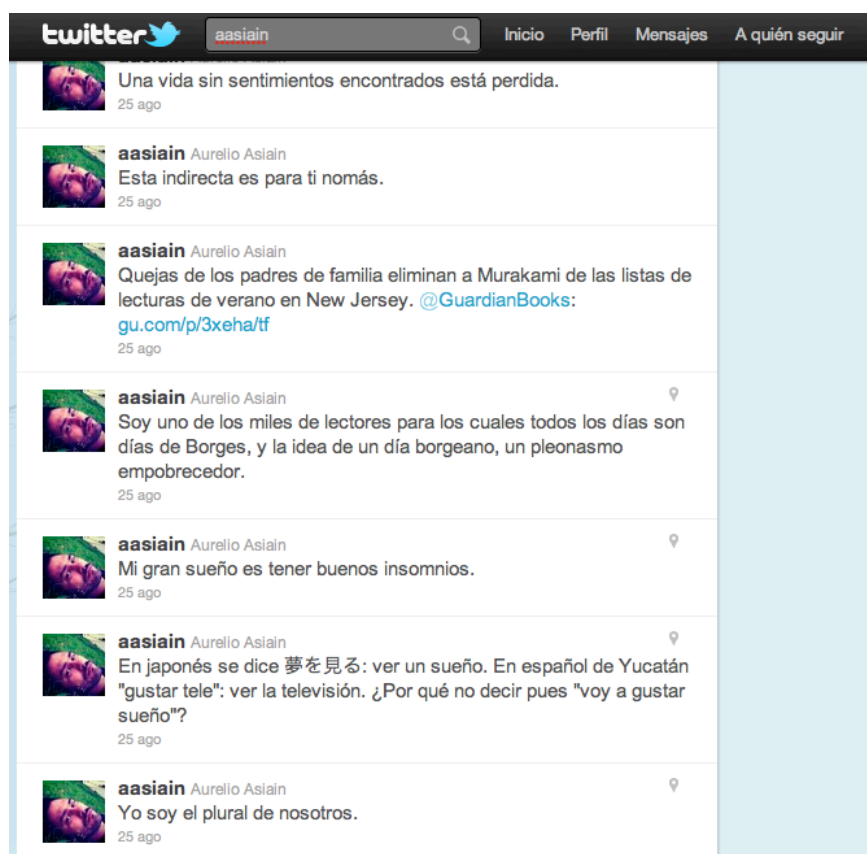 twitter aasiain Inicio Perfil Mensajes A quién seguir
aasiain Aurelio Asiain
Una vida sin sentimientos encontrados está perdida.
25 ago
aasiain Aurelio Asiain
Esta indirecta es para ti nomás.
25 ago
aasiain Aurelio Asiain
Quejas de los padres de familia eliminan a Murakami de las listas de
lecturas de verano en New Jersey. @GuardianBooks:
gu.com/p/3xeha/tf
25 ago
aasiain Aurelio Asiain
Soy uno de los miles de lectores para los cuales todos los días son
días de Borges, y la idea de un día borgeano, un pleonasmo
empobrecedor.
25 ago
aasiain Aurelio Asiain
Mi gran sueño es tener buenos insomnios.
25 ago
aasiain Aurelio Asiain
En japonés se dice 夢を見る: ver un sueño. En español de Yucatán
"gustar tele": ver la televisión. ¿Por qué no decir pues "voy a gustar
sueño"?
25 ago
aasiain Aurelio Asiain
Yo soy el plural de nosotros.
25 ago